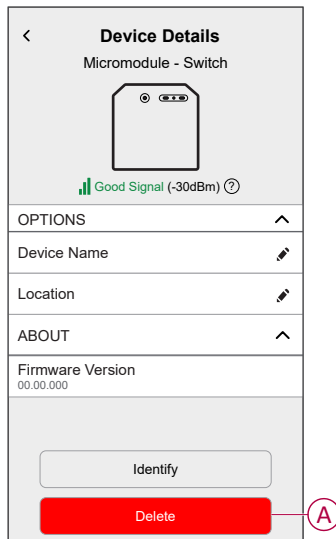 Device Details
Micromodule - Switch
Good Signal (-30dBm) ?
OPTIONS
Device Name
Location
ABOUT
Firmware Version
00.00.000
Identify
Delete
A